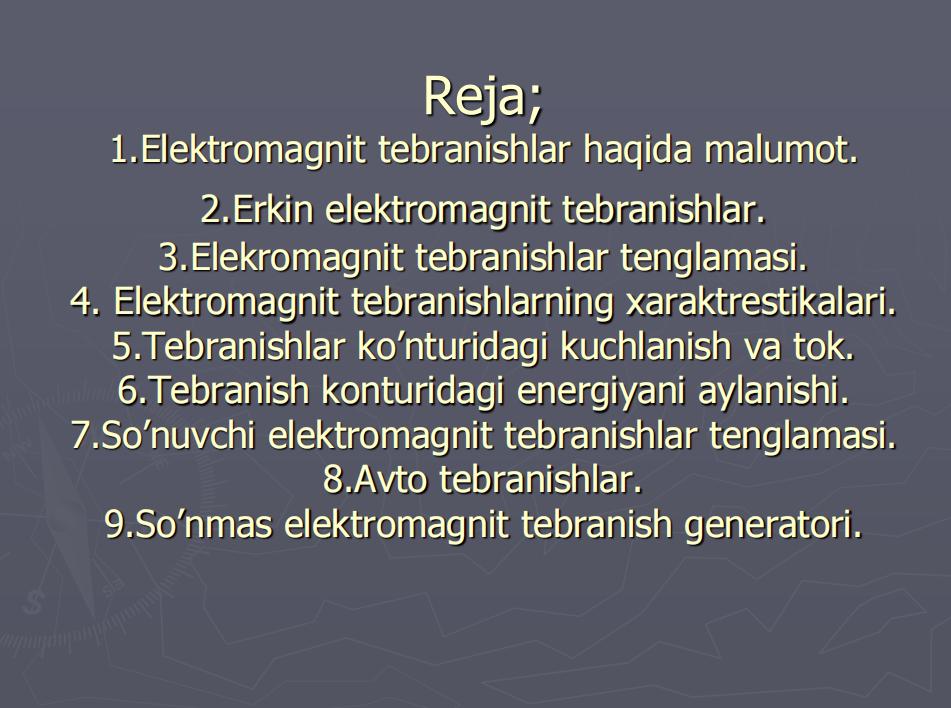 Reja;
1.Elektromagnit tebranishlar haqida malumot.
2.Erkin elektromagnit tebranishlar.
3.Elekromagnit tebranishlar tenglamasi.
4. Elektromagnit tebranishlarning xaraktrestikalari.
5.Tebranishlar ko’nturidagi kuchlanish va tok.
6.Tebranish konturidagi energiyani aylanishi.
7.So’nuvchi elektromagnit tebranishlar tenglamasi.
8.Avto tebranishlar.
9.So’nmas elektromagnit tebranish generatori.
S